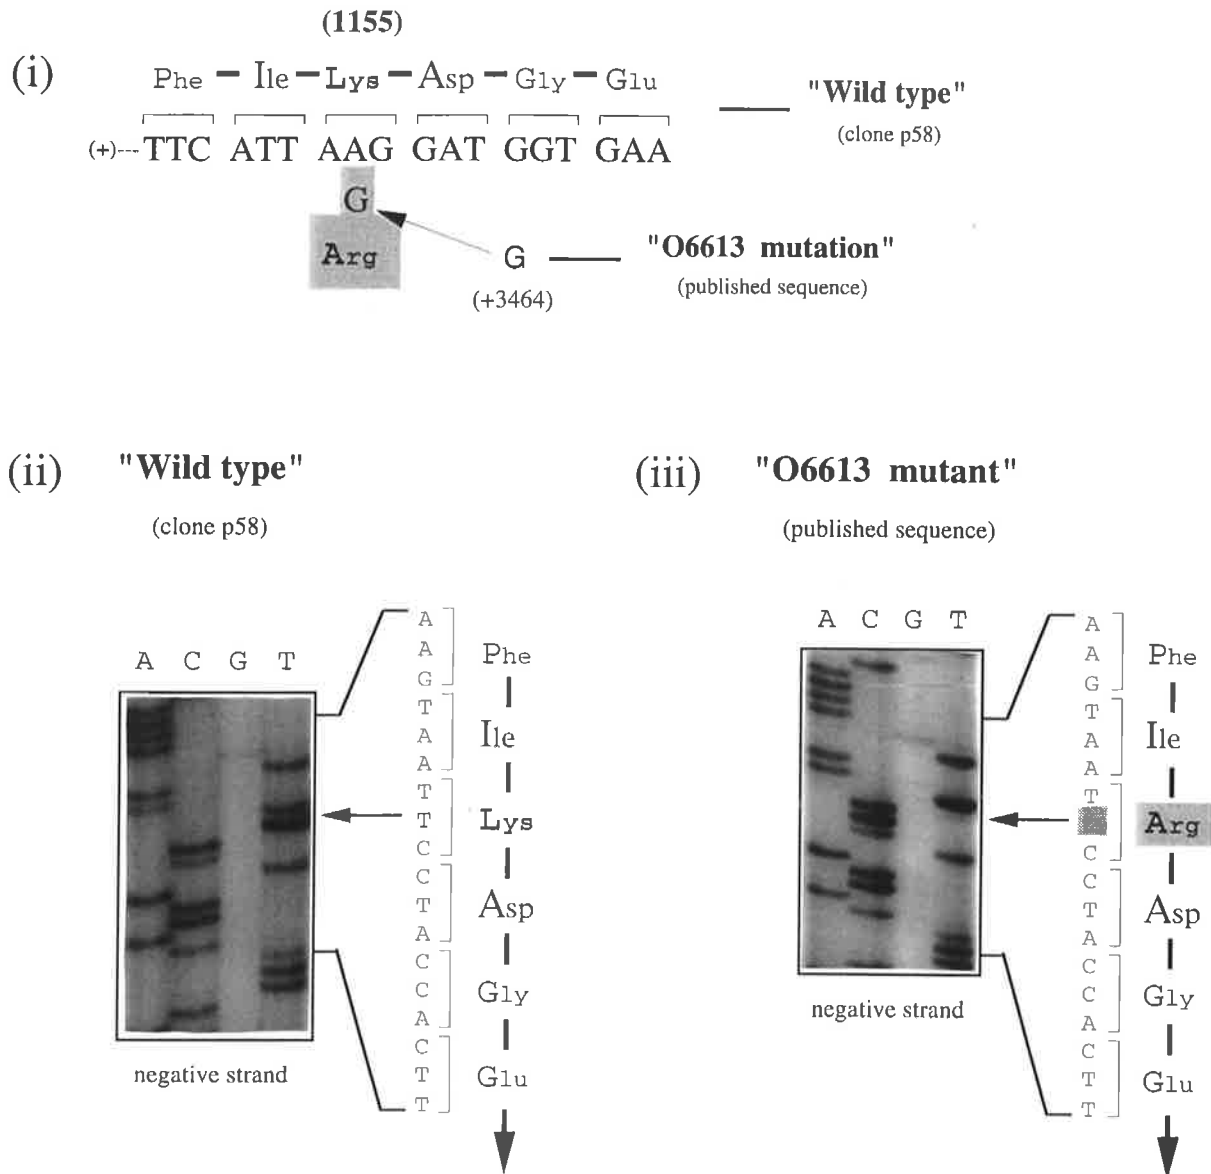 (1155)
(i)
Phe Ile Lys Asp Gly Glu
"Wild type"
(clone p58)
(+)--- TTC ATT AAG GAT GGT GAA
G
Arg
G
(+3464)
"O6613 mutation"
(published sequence)
(ii) "Wild type"
(clone p58)
(iii) "O6613 mutant"
(published sequence)
A C G T
A
A
G
T
A
A
T
T
C
C
T
A
C
C
A
C
T
T
Phe
Ile
Lys
Asp
Gly
Glu
negative strand
A C G T
A
A
G
T
A
A
T
C
C
T
A
C
C
A
C
T
T
Phe
Ile
Arg
Asp
Gly
Glu
negative strand